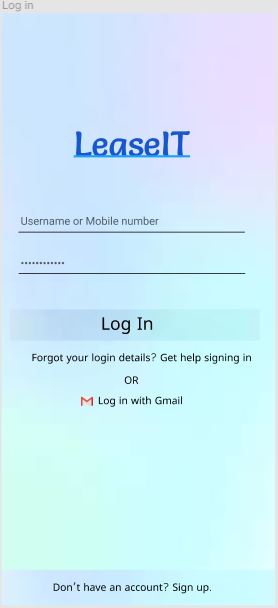 Log in
LeaseIT
Username or Mobile number
••••••••••••
Log In
Forgot your login details? Get help signing in
OR
Log in with Gmail
Don't have an account? Sign up.